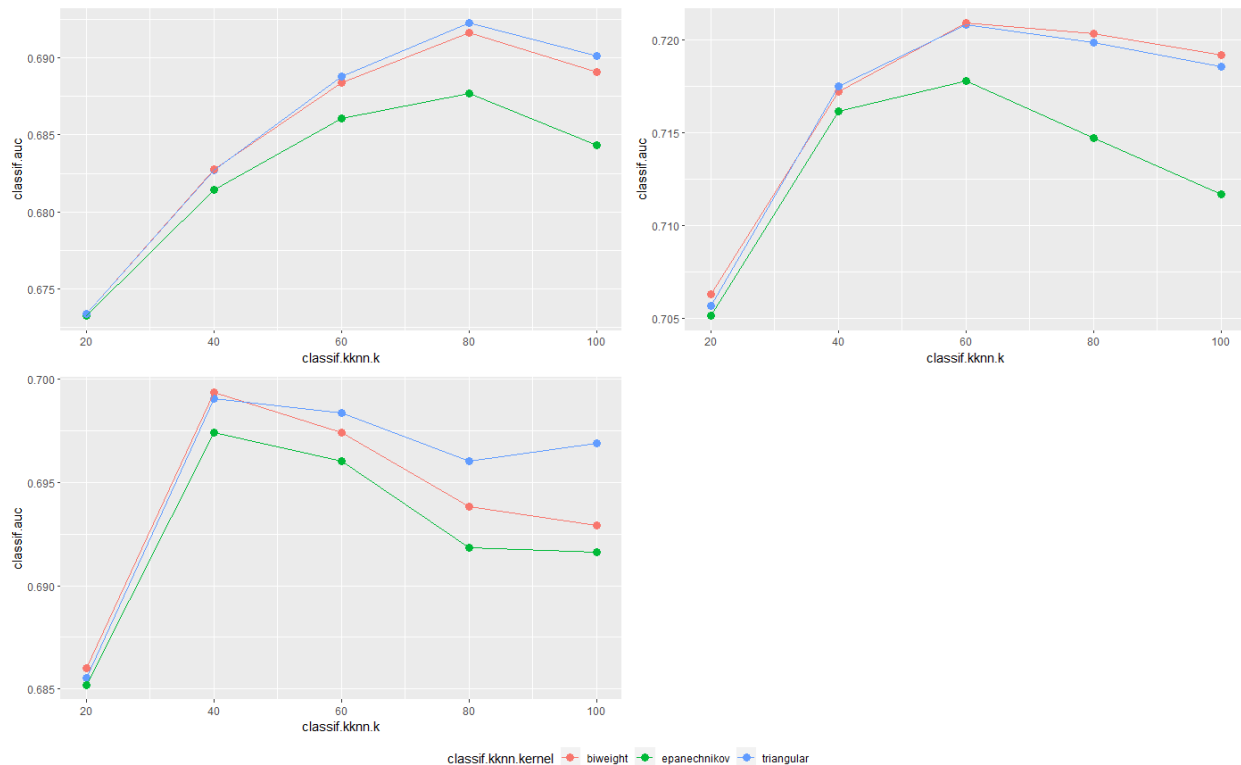 0.690
0.685
0.680
0.675
classif.auc
20 40 60 80 100
classif.kknn.k
0.720
0.715
0.710
0.705
classif.auc
20 40 60 80 100
classif.kknn.k
0.700
0.695
0.690
0.685
classif.auc
20 40 60 80 100
classif.kknn.k
classif.kknn.kernel biweight epanechnikov triangular